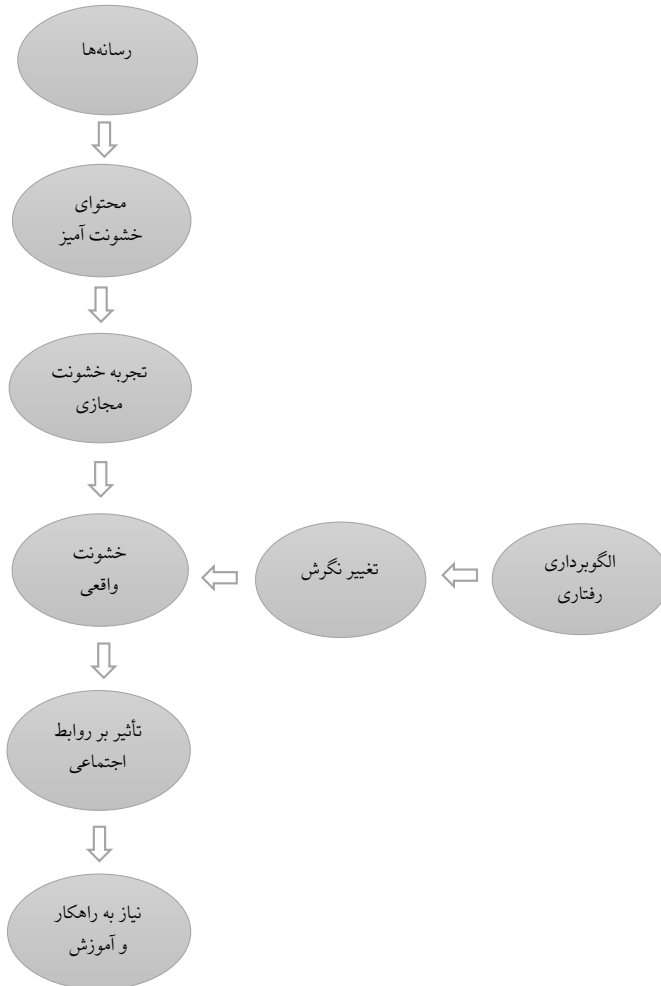 رسانه‌ها
محتوای
خشونت آمیز
تجربه خشونت
مجازی
خشونت
واقعی
تغییر نگرش
الگوبرداری
رفتاری
تأثیر بر روابط
اجتماعی
نیاز به راهکار
و آموزش